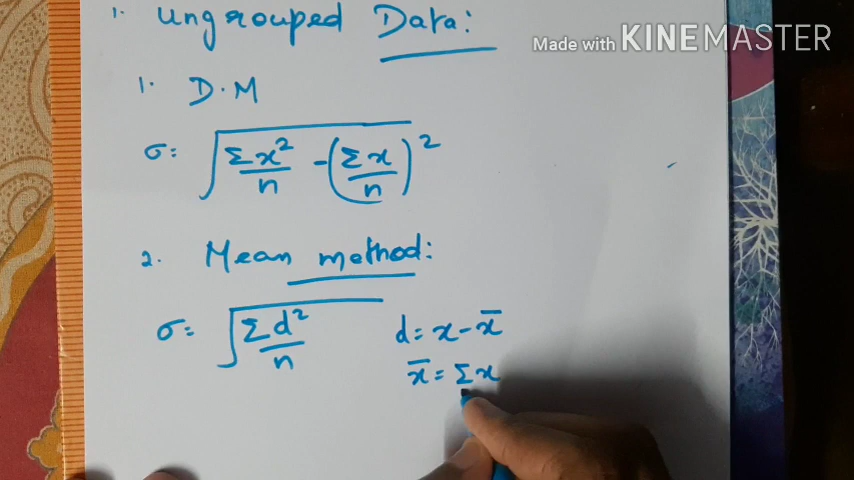 1. Ungrouped Data:
Made with KINEMASTER
1. D.M
σ = √(Σx²/n - (Σx/n)²)
2. Mean method:
σ = √(Σd²/n) d = x - x̄
x̄ = Σx